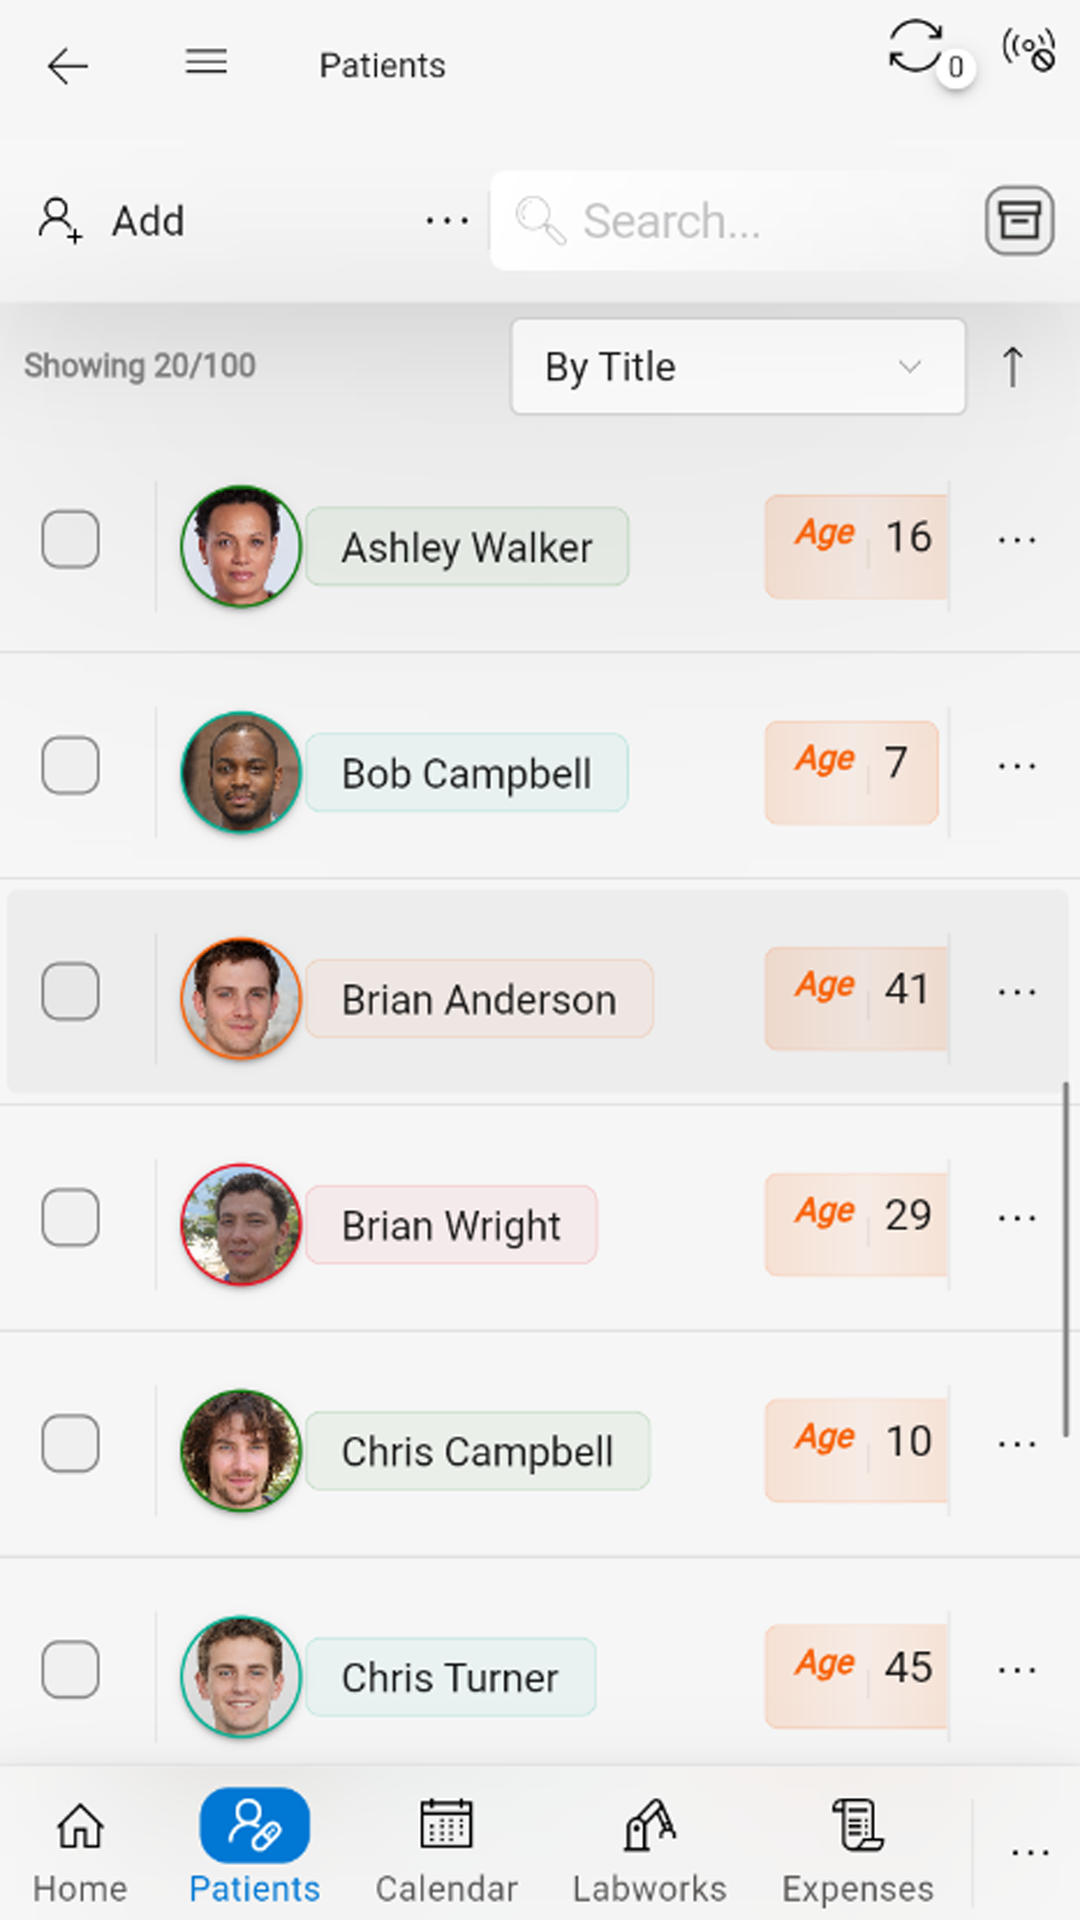 Patients
0
Add
Search...
Showing 20/100
By Title
Ashley Walker
Age 16
Bob Campbell
Age 7
Brian Anderson
Age 41
Brian Wright
Age 29
Chris Campbell
Age 10
Chris Turner
Age 45
Home
Patients
Calendar
Labworks
Expenses